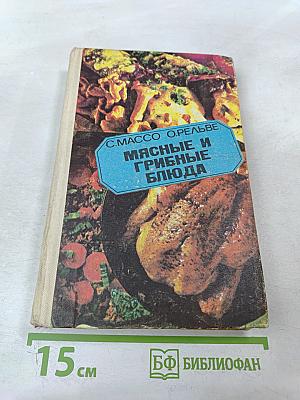 С.МАССО О.РЕЛЬВЕ
МЯСНЫЕ И
ГРИБНЫЕ
БЛЮДА
15 см
БФ БИБЛИОФАН